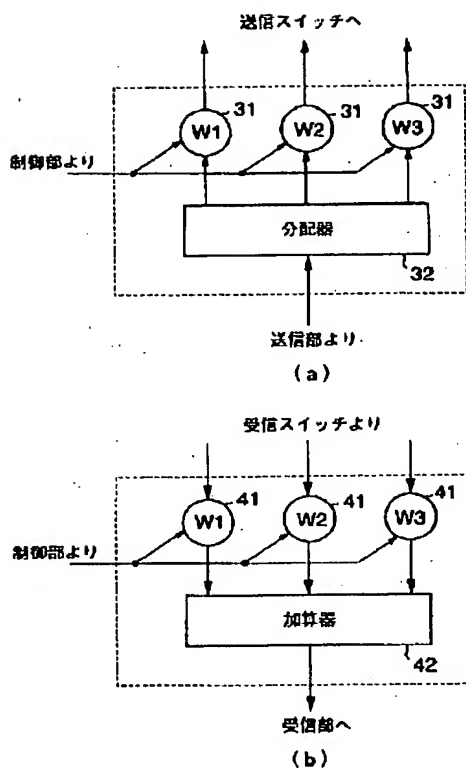 送信スイッチへ
31 31 31
W1 W2 W3
制御部より
分配器
32
送信部より
(a)
受信スイッチより
41 41 41
W1 W2 W3
制御部より
加算器
42
受信部へ
(b)